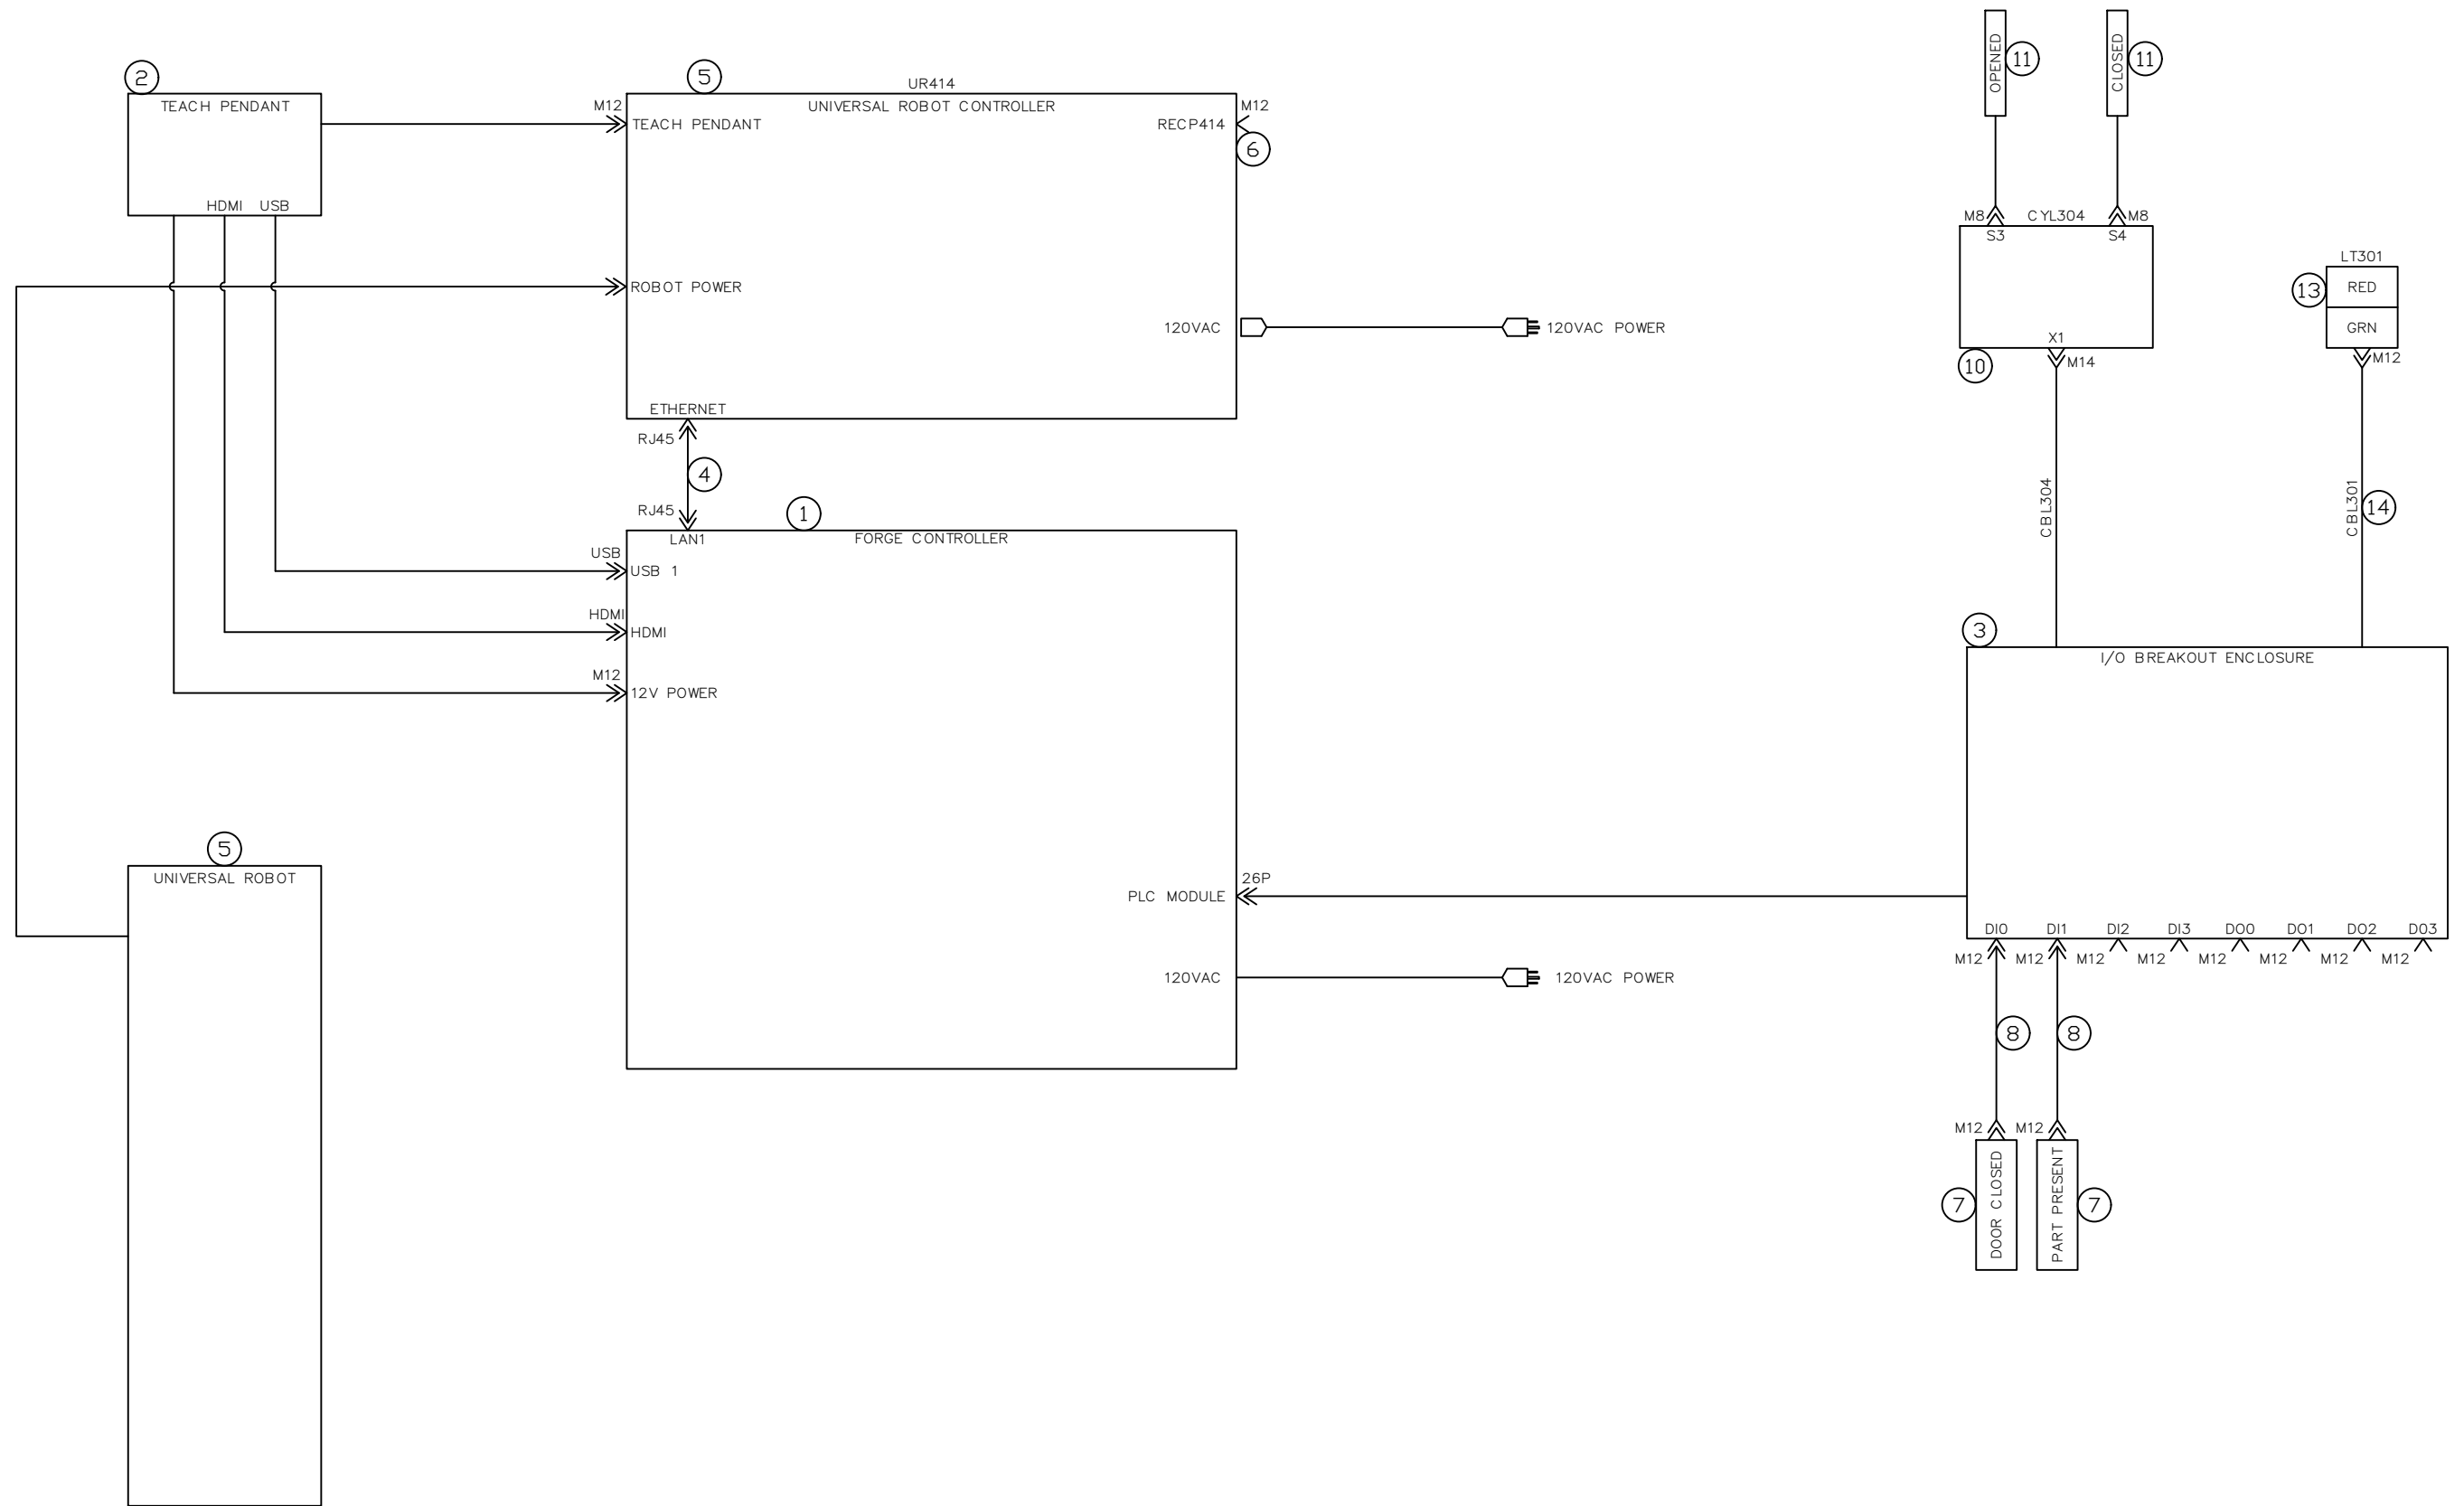 2
TEACH PENDANT
HDMI USB
5
UR414
UNIVERSAL ROBOT CONTROLLER
M12
TEACH PENDANT
M12
RECP414
6
ROBOT POWER
120VAC
120VAC POWER
ETHERNET
RJ45
4
RJ45
1
LAN1
FORGE CONTROLLER
USB
USB 1
HDMI
HDMI
M12
12V POWER
26P
PLC MODULE
120VAC
120VAC POWER
5
UNIVERSAL ROBOT
OPENED
11
CLOSED
11
M8
CYL304
M8
S3
S4
X1
10
M14
LT301
13
RED
GRN
M12
CBL304
CBL301
14
3
I/O BREAKOUT ENCLOSURE
DI0 DI1 DI2 DI3 DO0 DO1 DO2 D03
M12 M12 M12 M12 M12 M12 M12 M12
8
8
M12
M12
7
DOOR CLOSED
PART PRESENT
7